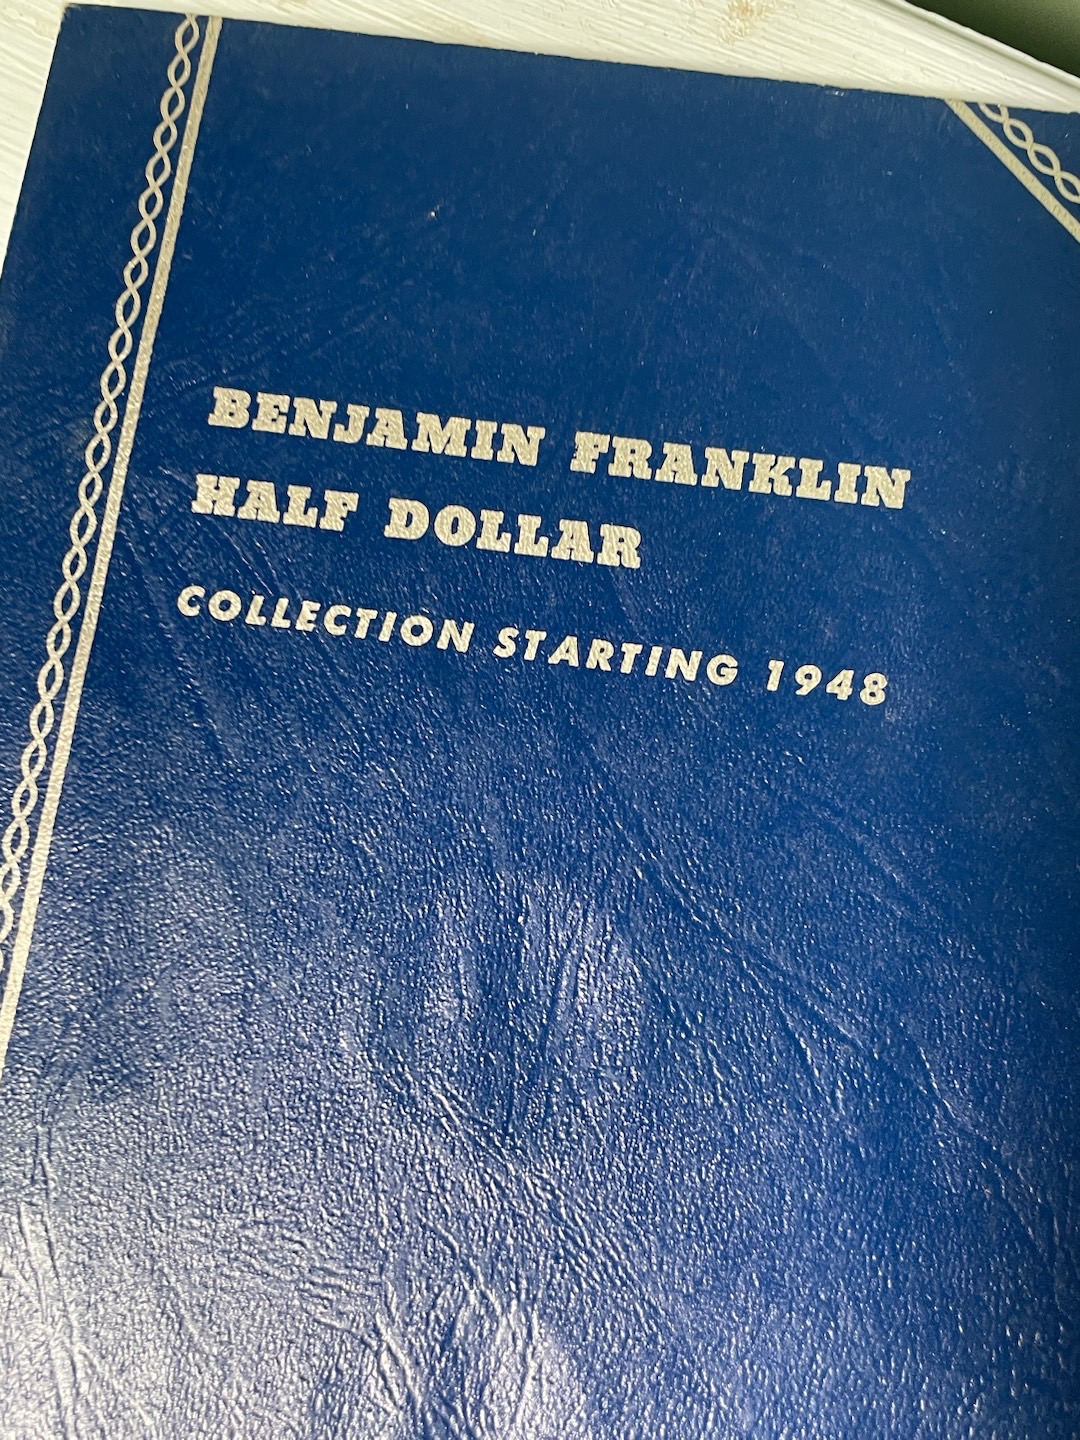 BENJAMIN FRANKLIN
HALF DOLLAR
COLLECTION STARTING 1948